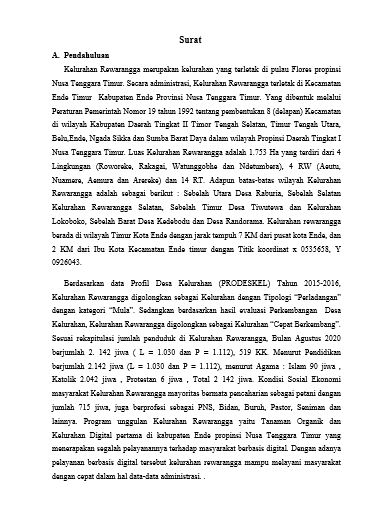 Surat
A. Pendahuluan
Kelurahan Rewarangga merupakan kelurahan yang terletak di pulau Flores propinsi
Nusa Tenggara Timur. Secara administrasi, Kelurahan Rewarangga terletak di Kecamatan
Ende Timur Kabupaten Ende Provinsi Nusa Tenggara Timur. Yang dibentuk melalui
Peraturan Pemerintah Nomor 19 tahun 1992 tentang pembentukan 8 (delapan) Kecamatan
di wilayah Kabupaten Daerah Tingkat II Timor Tengah Selatan, Timur Tengah Utara,
Belu,Ende, Ngada Sikka dan Sumba Barat Daya dalam wilayah Propinsi Daerah Tingkat I
Nusa Tenggara Timur. Luas Kelurahan Rewarangga adalah 1.753 Ha yang terdiri dari 4
Lingkungan (Roworeke, Rakagai, Watunggobhe dan Ndetumbera), 4 RW (Aeutu,
Nuamere, Aemura dan Arereke) dan 14 RT. Adapun batas-batas wilayah Kelurahan
Rewarangga adalah sebagai berikut : Sebelah Utara Desa Raburia, Sebelah Selatan
Kelurahan Rewarangga Selatan, Sebelah Timur Desa Tiwutewa dan Kelurahan
Lokoboko, Sebelah Barat Desa Kedebodu dan Desa Randorama. Kelurahan rewarangga
berada di wilayah Timur Kota Ende dengan jarak tempuh 7 KM dari pusat kota Ende, dan
2 KM dari Ibu Kota Kecamatan Ende timur dengan Titik koordinat x 0535658, Y
0926043.
Berdasarkan data Profil Desa Kelurahan (PRODESKEL) Tahun 2015-2016,
Kelurahan Rewarangga digolongkan sebagai Kelurahan dengan Tipologi “Perladangan”
dengan kategori “Mula”. Sedangkan berdasarkan hasil evaluasi Perkembangan Desa
Kelurahan, Kelurahan Rewarangga digolongkan sebagai Kelurahan “Cepat Berkembang”.
Sesuai rekapitulasi jumlah penduduk di Kelurahan Rewarangga, Bulan Agustus 2020
berjumlah 2. 142 jiwa ( L = 1.030 dan P = 1.112), 519 KK. Menurut Pendidikan
berjumlah 2.142 jiwa (L = 1.030 dan P = 1.112), menurut Agama : Islam 90 jiwa ,
Katolik 2.042 jiwa , Protestan 6 jiwa , Total 2 142 jiwa. Kondisi Sosial Ekonomi
masyarakat Kelurahan Rewarangga mayoritas bermata pencaharian sebagai petani dengan
jumlah 715 jiwa, juga berprofesi sebagai PNS, Bidan, Buruh, Pastor, Seniman dan
lainnya. Program unggulan Kelurahan Rewarangga yaitu Tanaman Organik dan
Kelurahan Digital pertama di kabupaten Ende propinsi Nusa Tenggara Timur yang
menerapkan segalah pelayanannya terhadap masyarakat berbasis digital. Dengan adanya
pelayanan berbasis digital tersebut kelurahan rewarangga mampu melayani masyarakat
dengan cepat dalam hal data-data administrasi. .